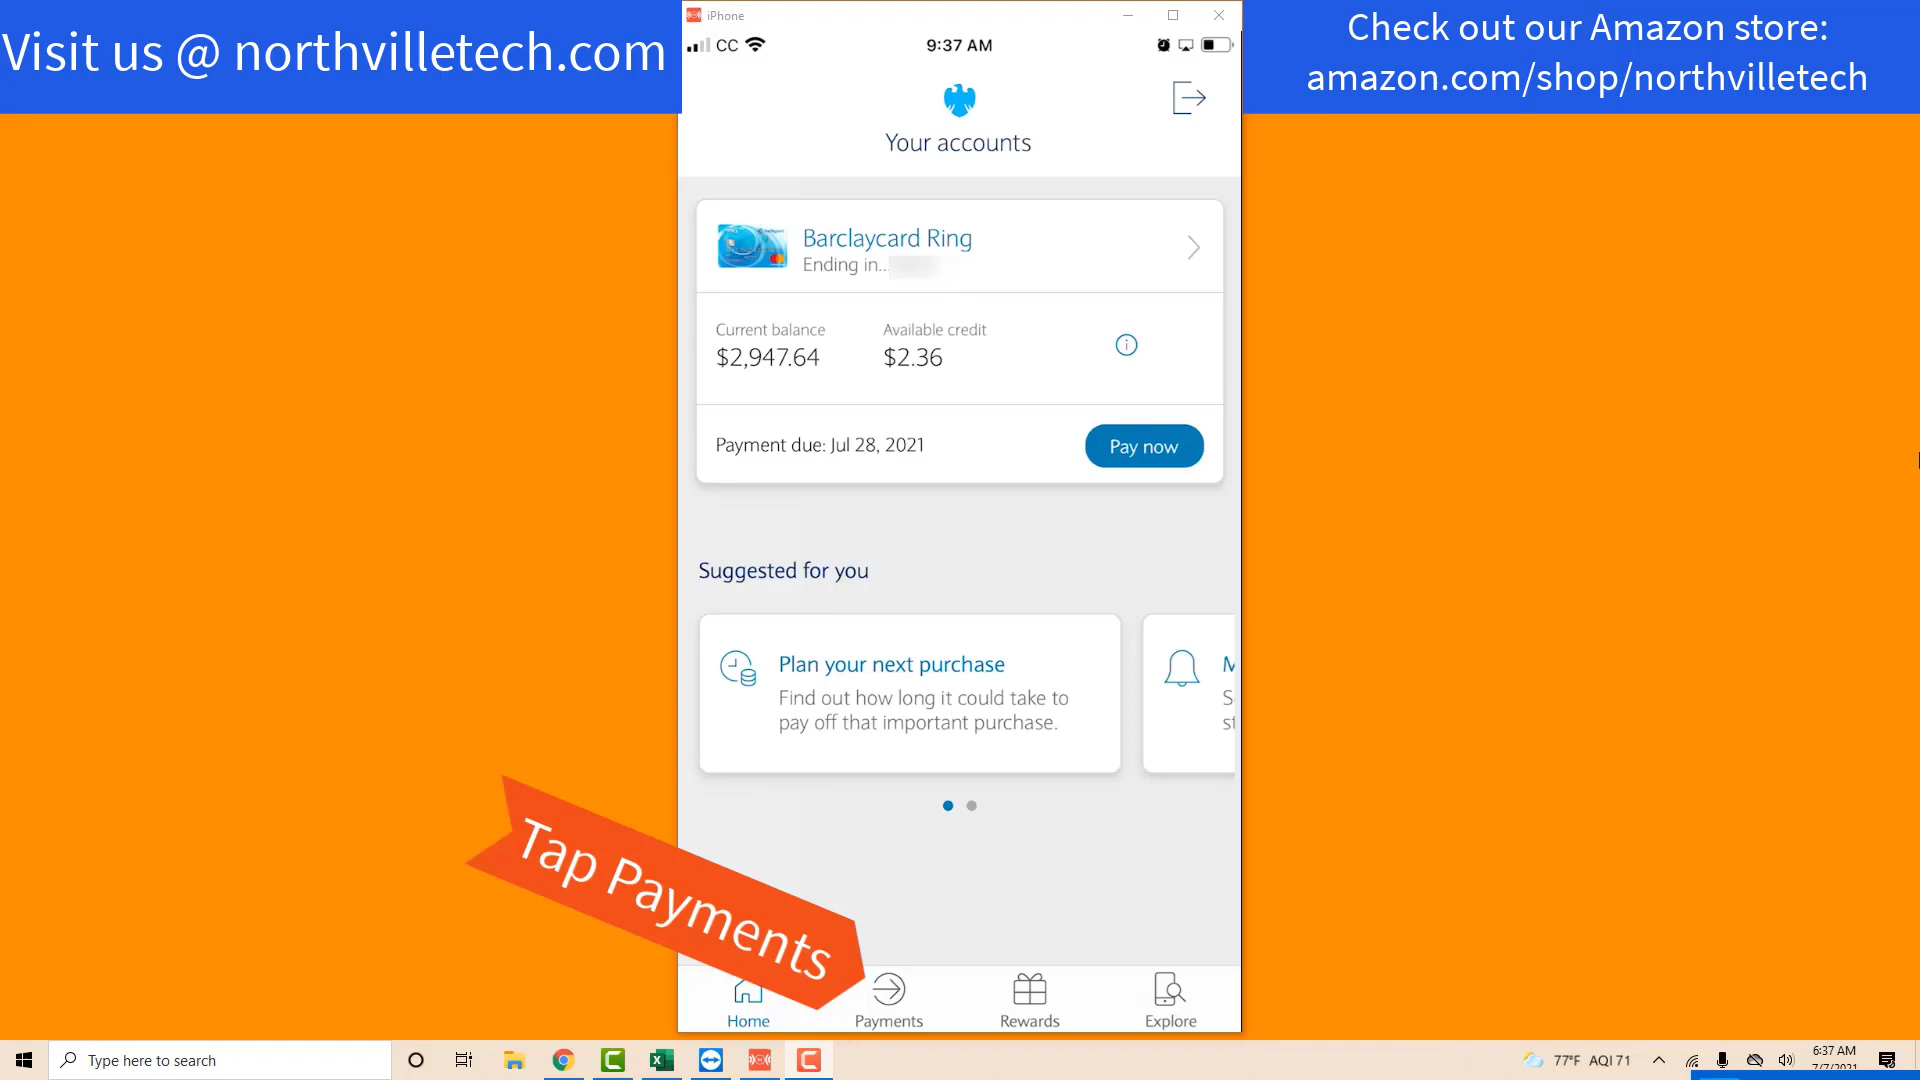 Visit us @ northvilletech.com
iPhone
Check out our Amazon store:
amazon.com/shop/northvilletech
CC
9:37 AM
Your accounts
Barclaycard Ring
Ending in...
Current balance
Available credit
$2,947.64
$2.36
Payment due: Jul 28, 2021
Pay now
Suggested for you
Plan your next purchase
Find out how long it could take to
pay off that important purchase.
Tap Payments
Home
Payments
Rewards
Explore
Type here to search
77°F AQI 71
6:37 AM
7/7/2021